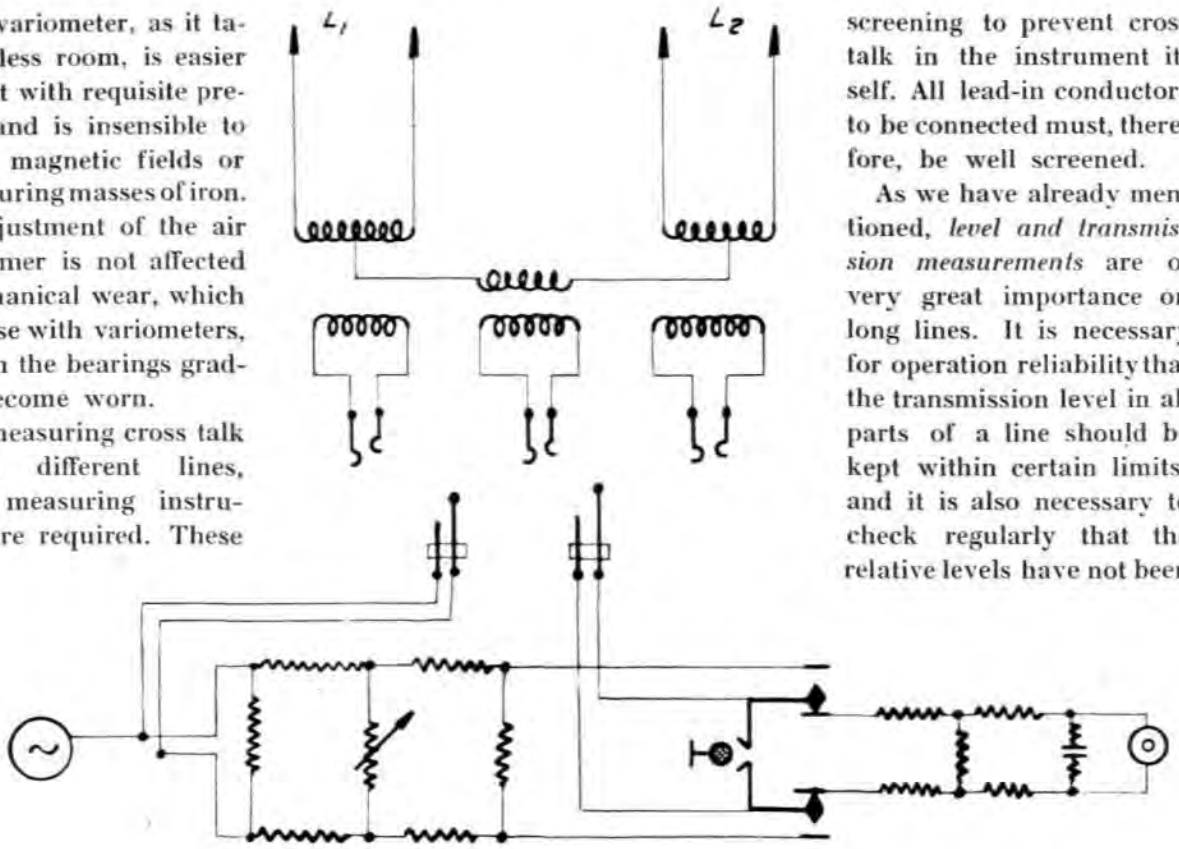 variometer, as it ta-
less room, is easier
t with requisite pre-
and is insensible to
magnetic fields or
uring masses of iron.
justment of the air
mer is not affected
hanical wear, which
se with variometers,
n the bearings grad-
ecome worn.
measuring cross talk
different lines,
measuring instru-
re required. These
L1
L2
screening to prevent cros
talk in the instrument it
self. All lead-in conductor
to be connected must, there
fore, be well screened.
As we have already men
tioned, level and transmis
sion measurements are o
very great importance on
long lines. It is necessary
for operation reliability tha
the transmission level in al
parts of a line should b
kept within certain limits
and it is also necessary to
check regularly that th
relative levels have not been
~